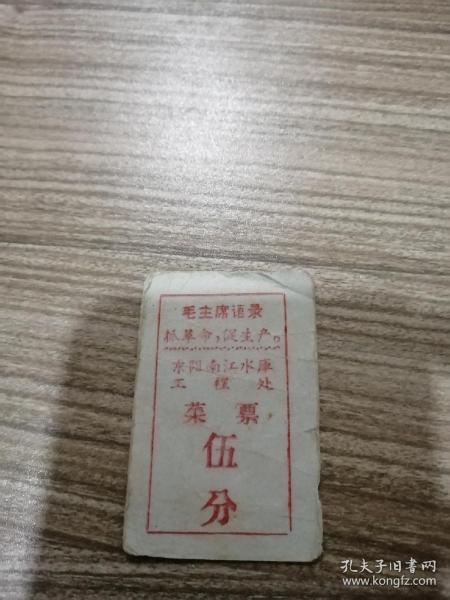 毛主席语录
抓革命,促生产。
东阳南江水库
工程处
菜票
伍
分
孔夫子旧书网
www.kongfz.com